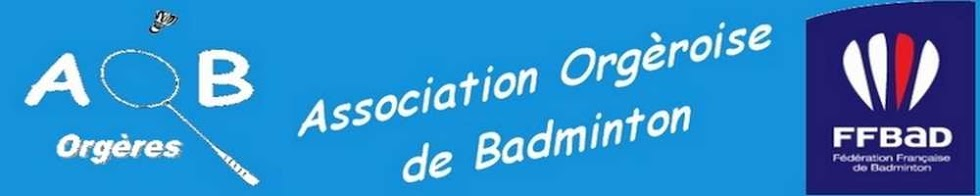 AOB
Orgères
Association Orgèroise
de Badminton
FFBaD
Fédération Française
de Badminton